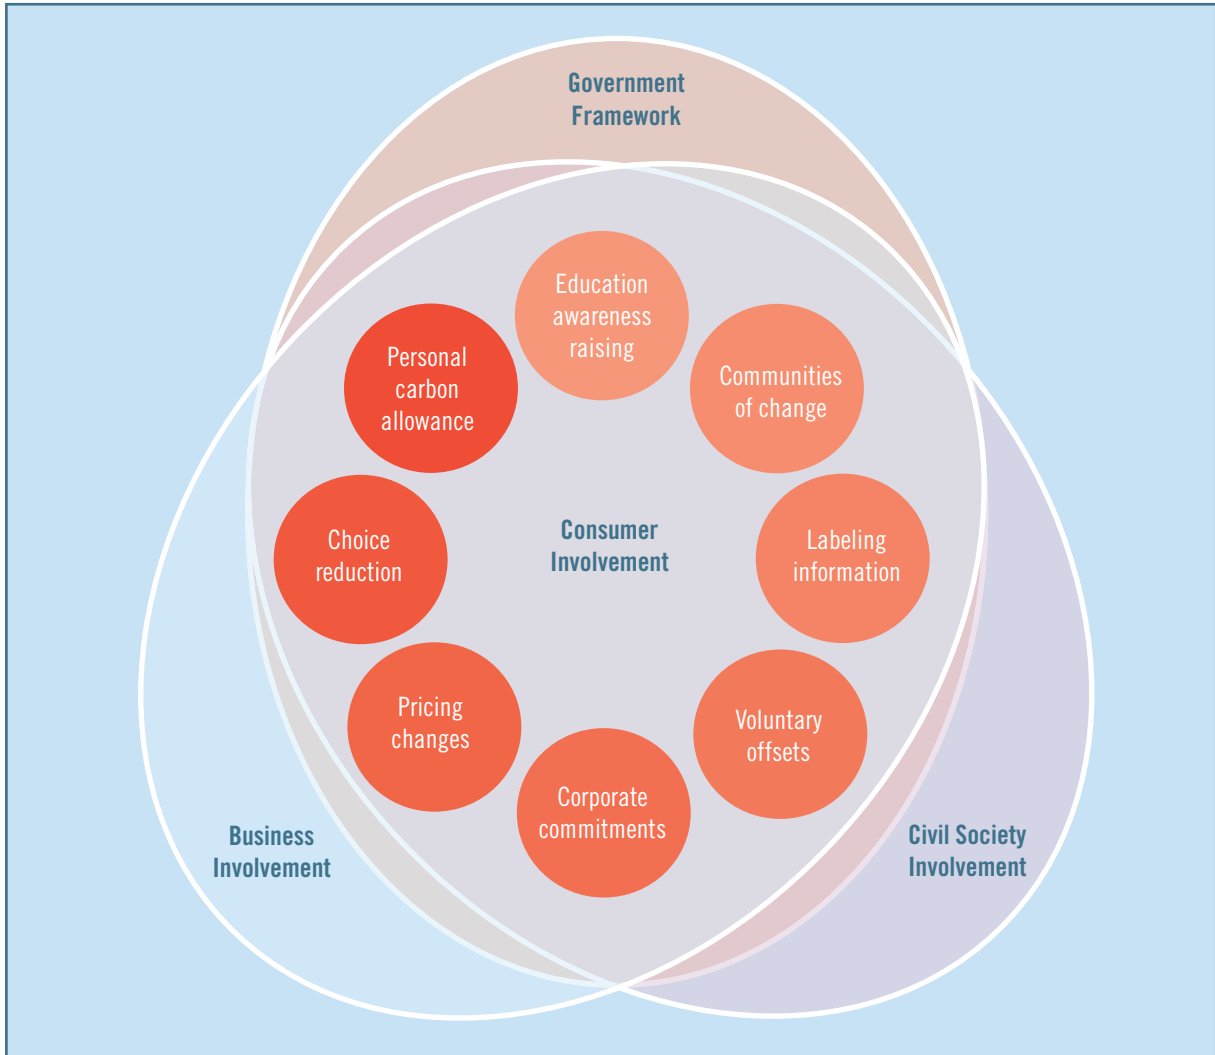 Government
Framework
Education
awareness
raising
Personal
carbon
allowance
Communities
of change
Choice
reduction
Consumer
Involvement
Labeling
information
Pricing
changes
Voluntary
offsets
Corporate
commitments
Business
Involvement
Civil Society
Involvement